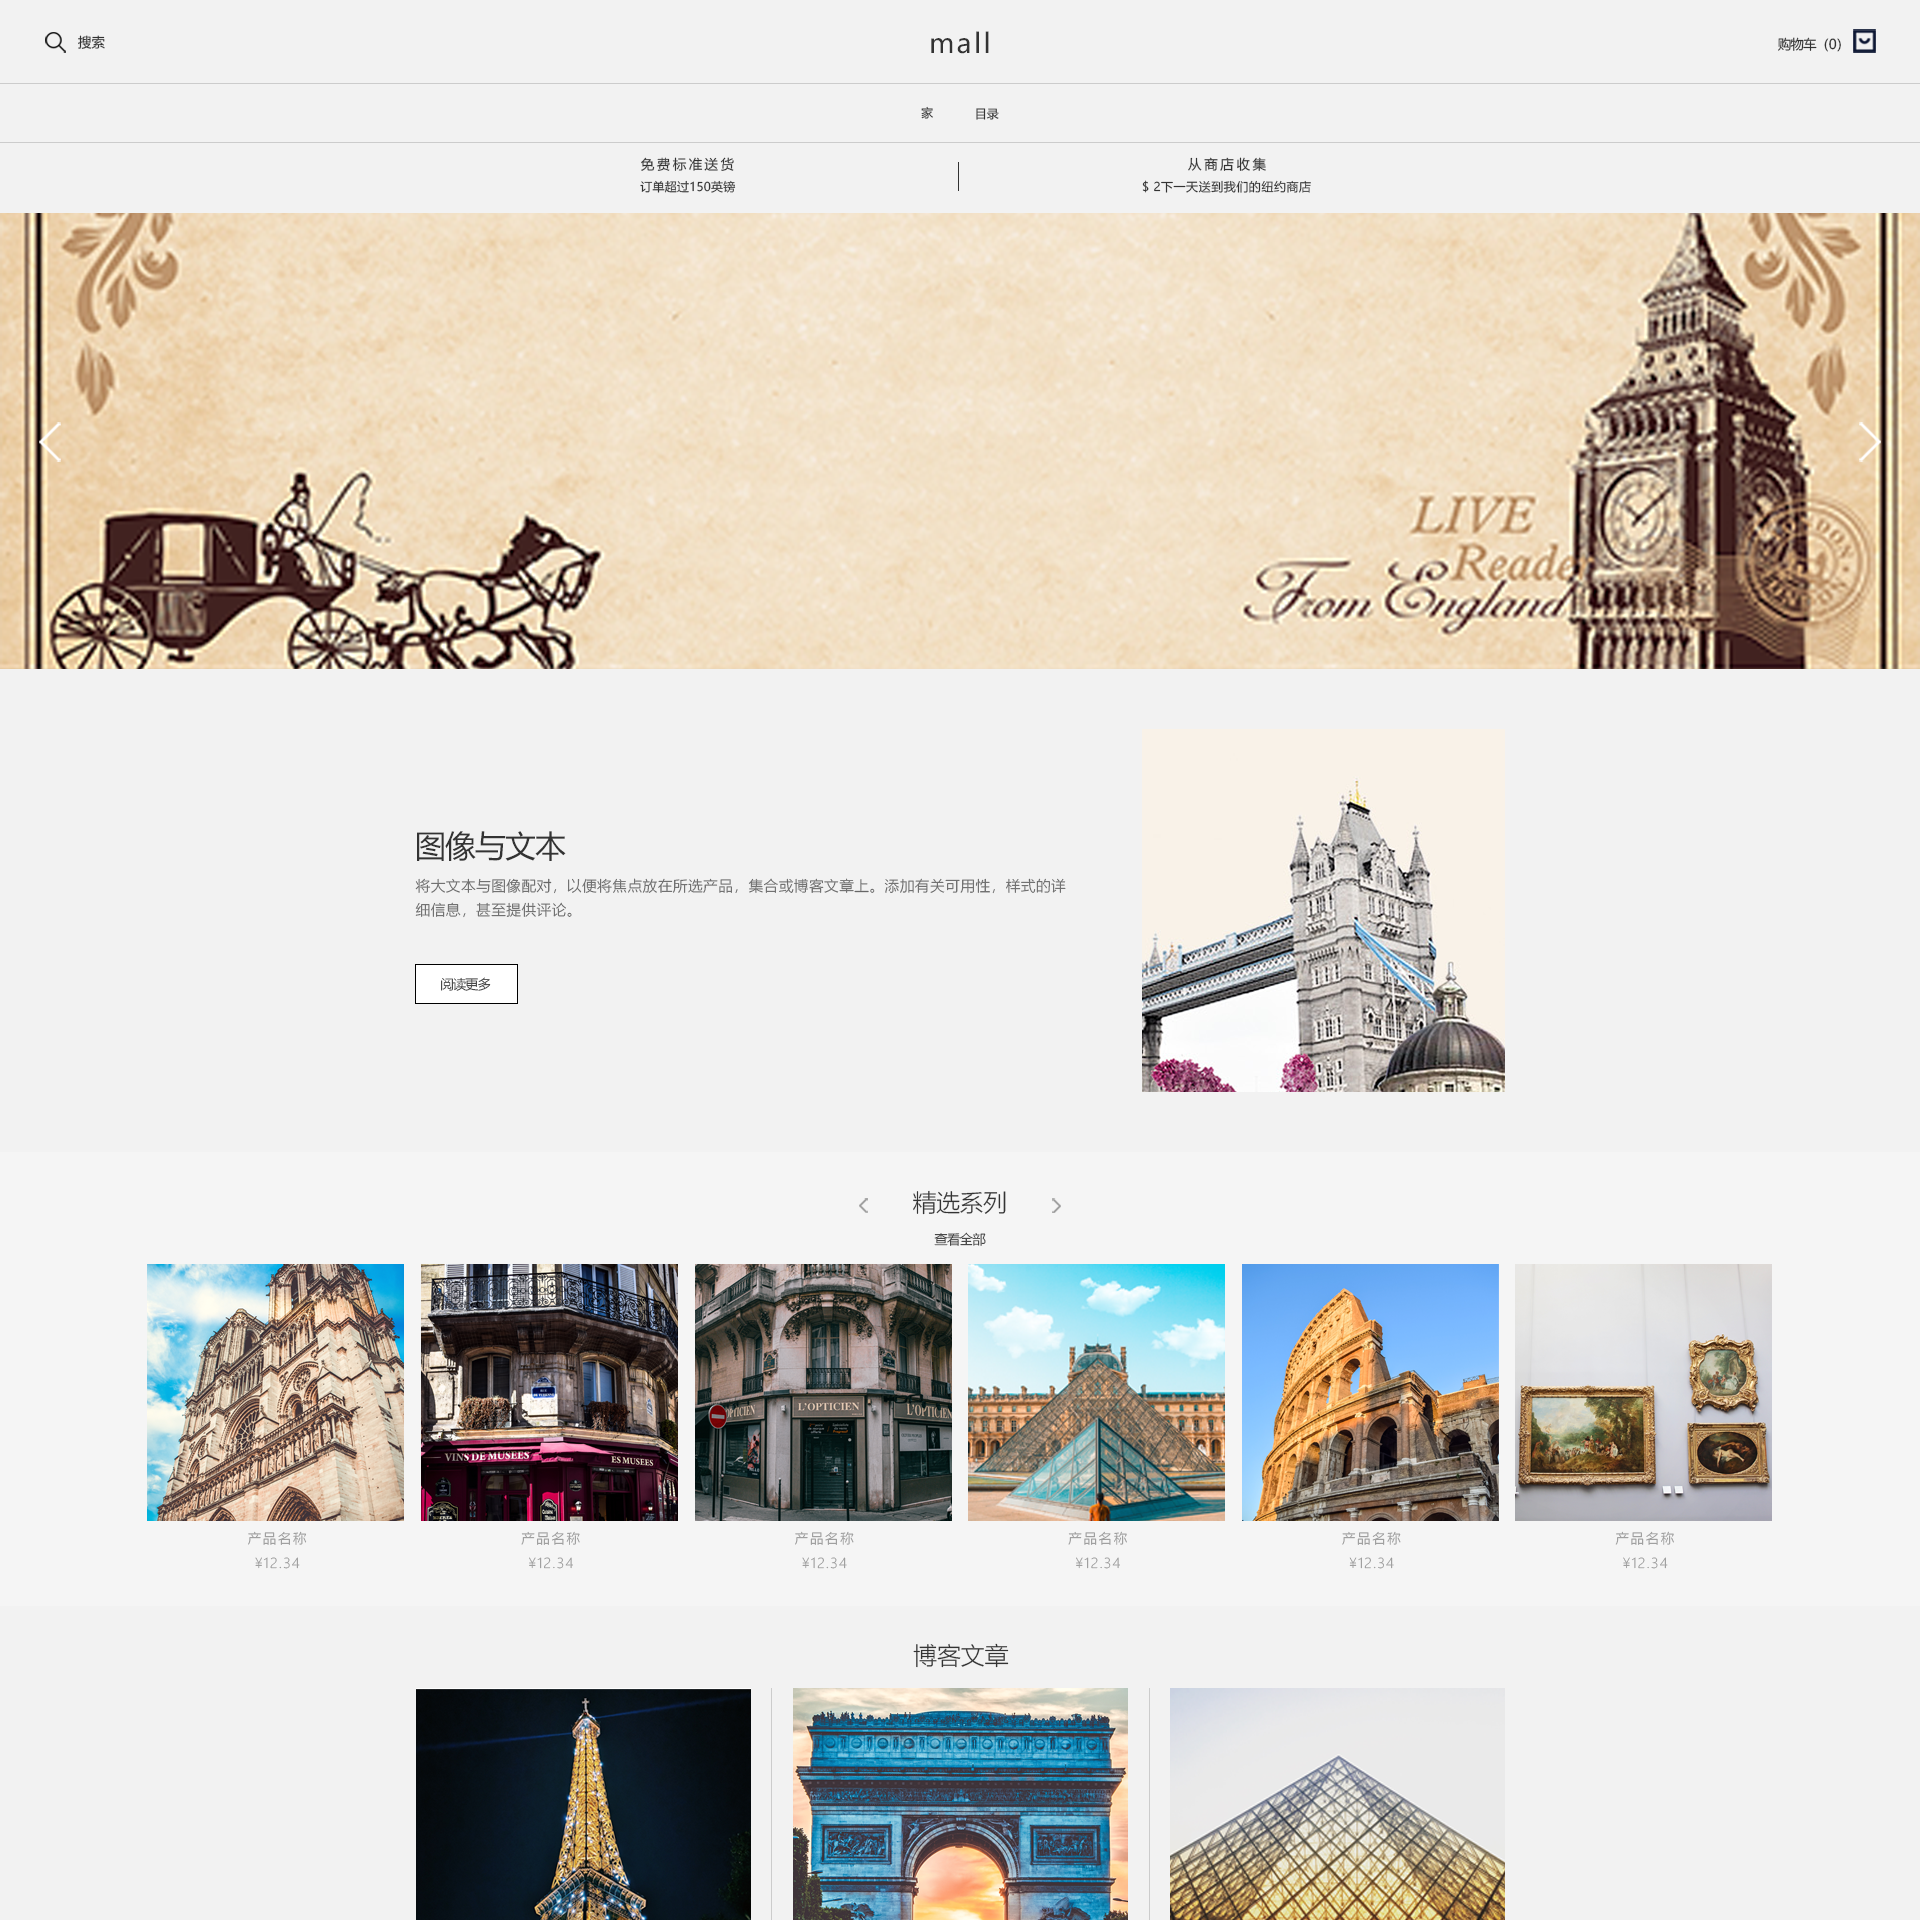 搜索
mall
购物车（0）
家
目录
免费标准送货
订单超过150英镑
从商店收集
$ 2下一天送到我们的纽约商店
LIVE
Reade
From England
图像与文本
将大文本与图像配对，以便将焦点放在所选产品，集合或博客文章上。添加有关可用性，样式的详
细信息，甚至提供评论。
阅读更多
精选系列
查看全部
VINS DE MUSEES
ES MUSEES
OPTICIEN
L'OPTICIEN
L'OPTICIEN
产品名称
¥12.34
产品名称
¥12.34
产品名称
¥12.34
产品名称
¥12.34
产品名称
¥12.34
产品名称
¥12.34
博客文章